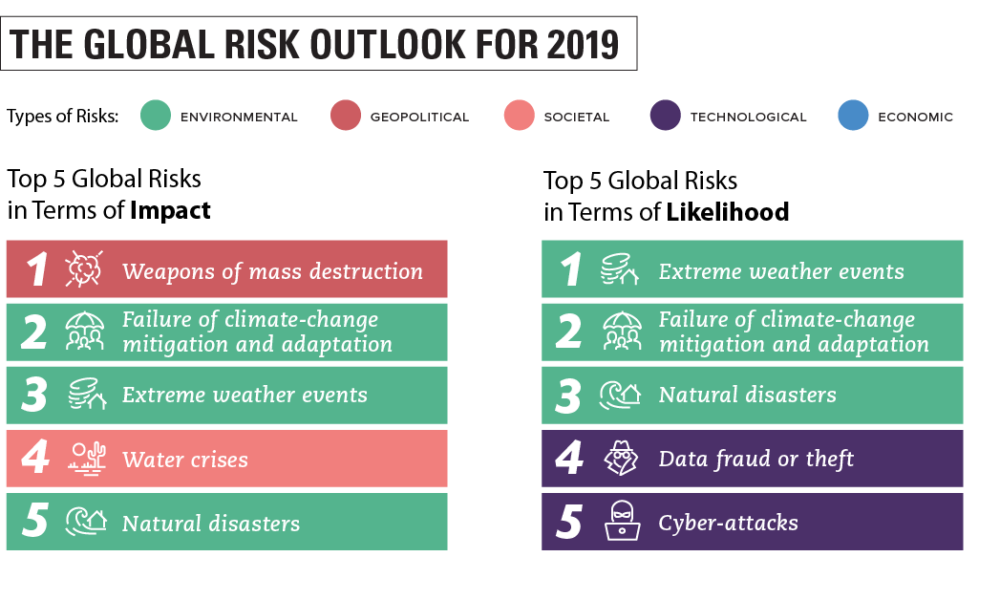 THE GLOBAL RISK OUTLOOK FOR 2019
Types of Risks: ENVIRONMENTAL GEOPOLITICAL SOCIETAL TECHNOLOGICAL ECONOMIC
Top 5 Global Risks
in Terms of Impact
1 Weapons of mass destruction
2 Failure of climate-change
mitigation and adaptation
3 Extreme weather events
4 Water crises
5 Natural disasters
Top 5 Global Risks
in Terms of Likelihood
1 Extreme weather events
2 Failure of climate-change
mitigation and adaptation
3 Natural disasters
4 Data fraud or theft
5 Cyber-attacks